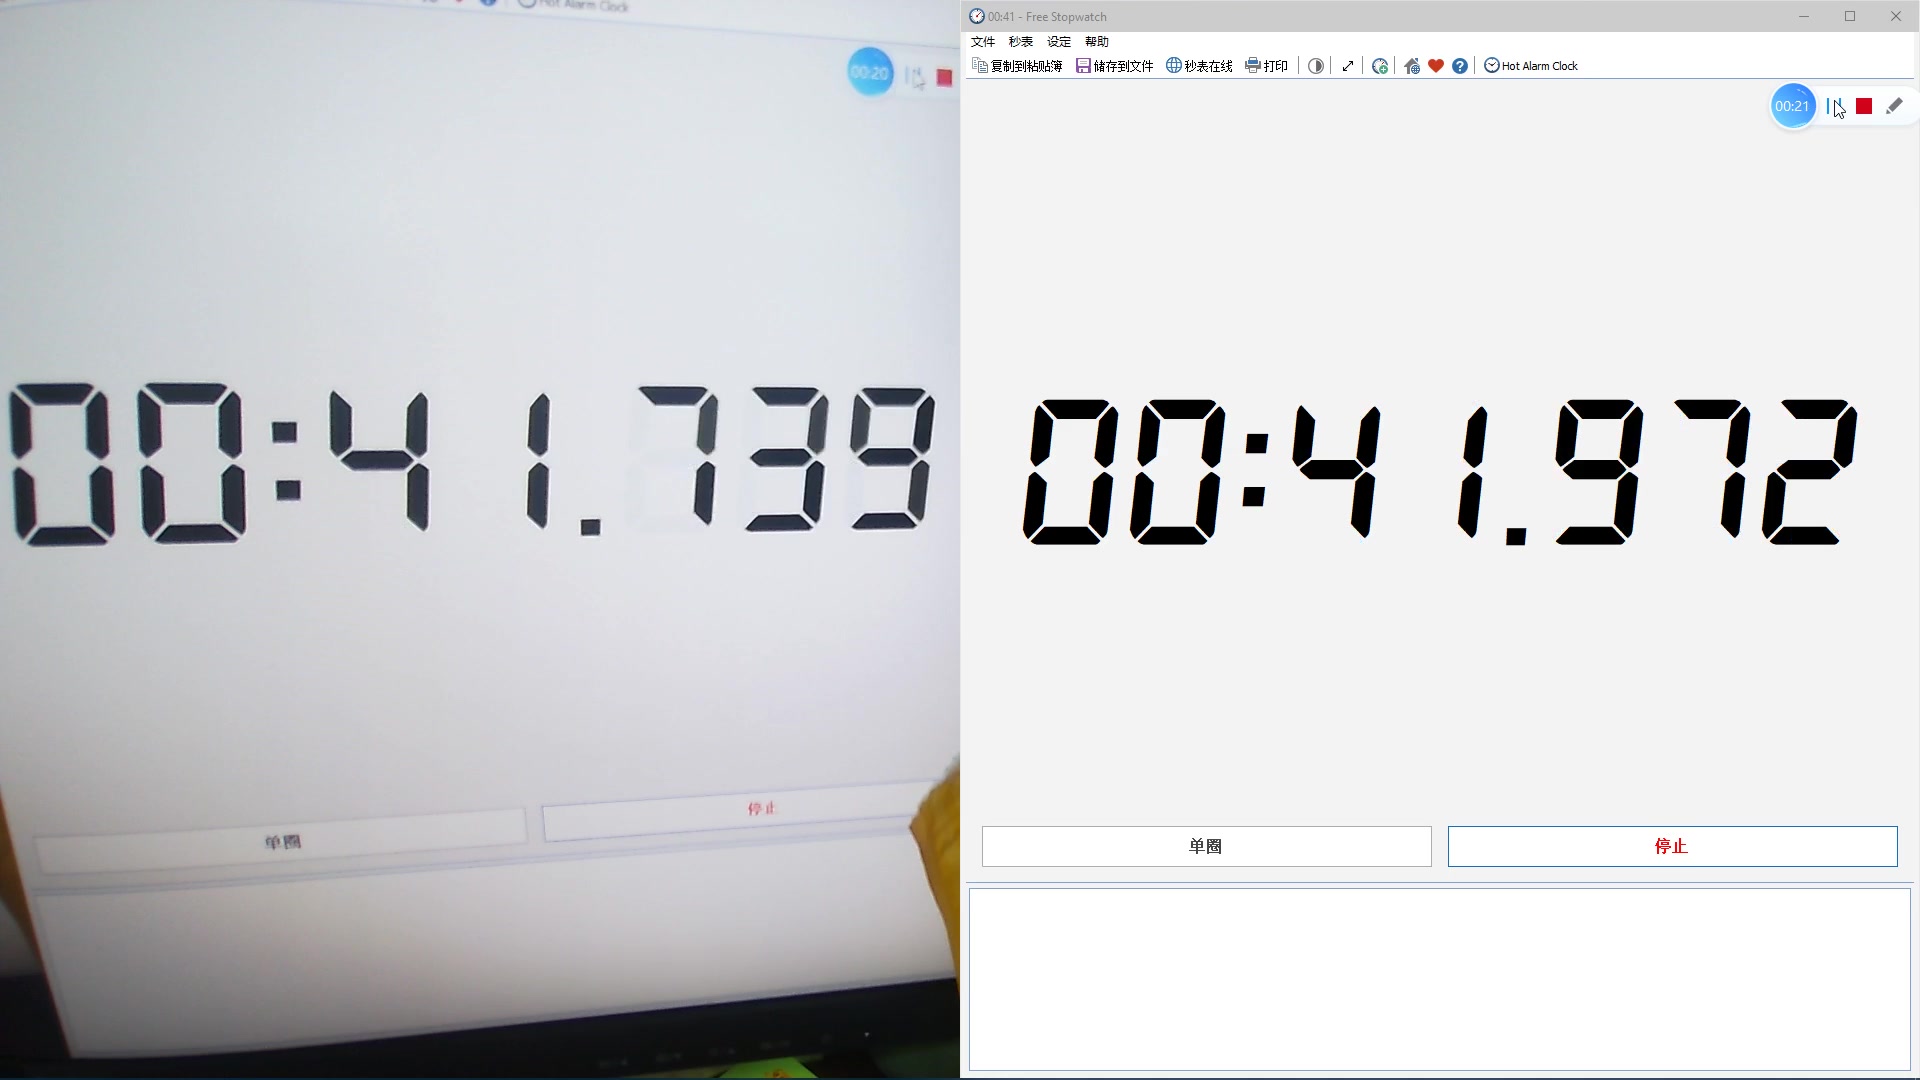 Hot Alarm Clock
00:20
00:41.739
单圈
停止
00:41 - Free Stopwatch
文件 秒表 设定 帮助
复制到粘贴簿 储存到文件 秒表在线 打印 Hot Alarm Clock
00:21
00:41.972
单圈
停止